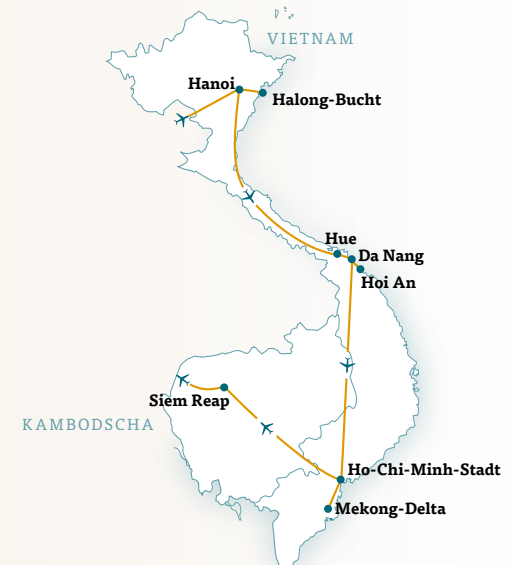 VIETNAM
Hanoi
Halong-Bucht
Hue
Da Nang
Hoi An
Siem Reap
KAMBODSCHA
Ho-Chi-Minh-Stadt
Mekong-Delta